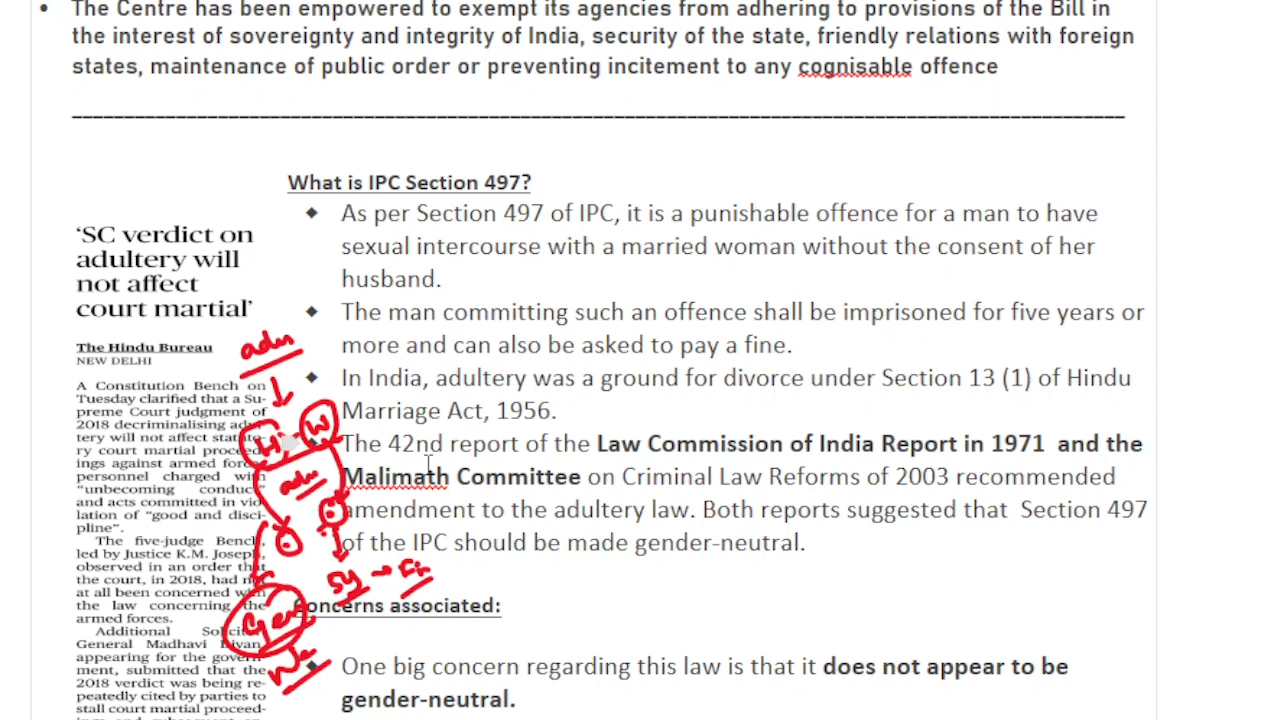 • The Centre has been empowered to exempt its agencies from adhering to provisions of the Bill in
the interest of sovereignty and integrity of India, security of the state, friendly relations with foreign
states, maintenance of public order or preventing incitement to any cognisable offence
What is IPC Section 497?
◆ As per Section 497 of IPC, it is a punishable offence for a man to have
sexual intercourse with a married woman without the consent of her
husband.
◆ The man committing such an offence shall be imprisoned for five years or
more and can also be asked to pay a fine.
◆ In India, adultery was a ground for divorce under Section 13 (1) of Hindu
Marriage Act, 1956.
The 42nd report of the Law Commission of India Report in 1971 and the
Malimath Committee on Criminal Law Reforms of 2003 recommended
amendment to the adultery law. Both reports suggested that Section 497
of the IPC should be made gender-neutral.
Concerns associated:
◆ One big concern regarding this law is that it does not appear to be
gender-neutral.
‘SC verdict on
adultery will
not affect
court martial’
The Hindu Bureau
NEW DELHI
A Constitution Bench on
Tuesday clarified that a Su-
preme Court judgment of
2018 decriminalising adul-
tery will not affect statuto-
ry court martial proceed-
ings against armed forces
personnel charged with
“unbecoming conduct”
and acts committed in vio-
lation of “good and disci-
pline”.
The five-judge Bench,
led by Justice K.M. Joseph,
observed in an order that
the court, in 2018, had not
at all been concerned with
the law concerning the
armed forces.
Additional Solicitor
General Madhavi Divan,
appearing for the govern-
ment, submitted that the
2018 verdict was being re-
peatedly cited by parties to
stall court martial proceed-
W